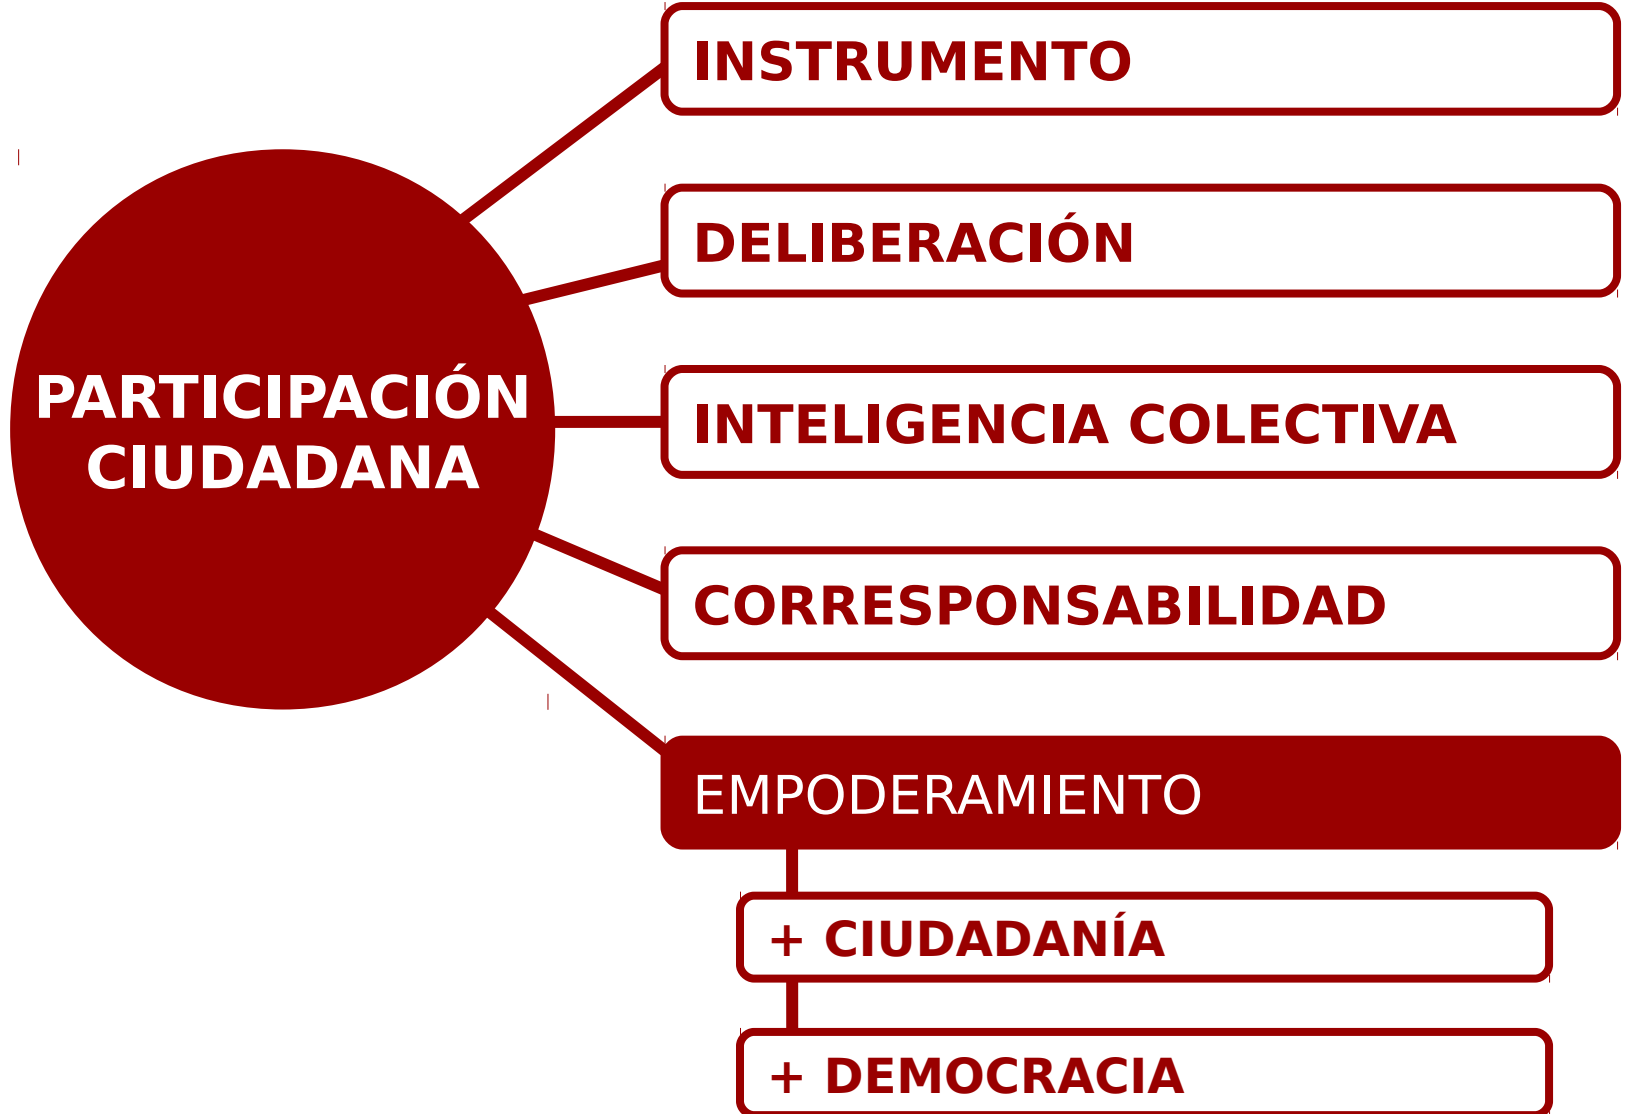 PARTICIPACIÓN
CIUDADANA
INSTRUMENTO
DELIBERACIÓN
INTELIGENCIA COLECTIVA
CORRESPONSABILIDAD
EMPODERAMIENTO
+ CIUDADANÍA
+ DEMOCRACIA